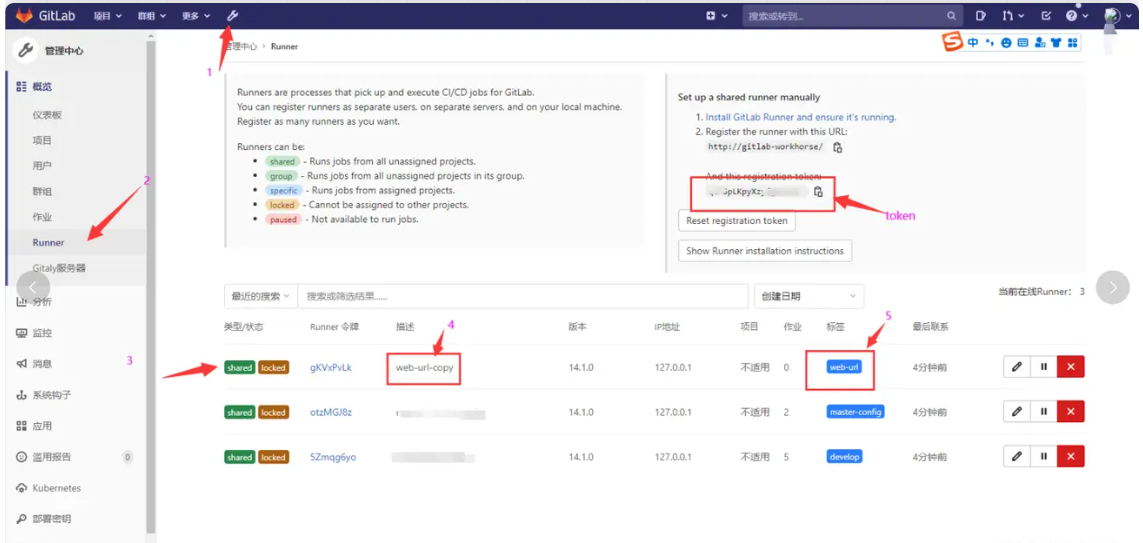 GitLab 项目 群组 更多 搜索或转到...
管理中心
管理中心 › Runner
中
1
概览
仪表板
项目
用户
群组
作业
Runner
Gitaly服务器
分析
监控
消息
系统钩子
应用
滥用报告 0
Kubernetes
部署密钥
2
3
Runners are processes that pick up and execute CI/CD jobs for GitLab.
You can register runners as separate users, on separate servers, and on your local machine.
Register as many runners as you want.
Runners can be:
shared - Runs jobs from all unassigned projects.
group - Runs jobs from all unassigned projects in its group.
specific - Runs jobs from assigned projects.
locked - Cannot be assigned to other projects.
paused - Not available to run jobs.
Set up a shared runner manually
1. Install GitLab Runner and ensure it's running.
2. Register the runner with this URL:
http://gitlab-workhorse/
And this registration token:
token
Reset registration token
Show Runner installation instructions
最近的搜索 搜索或筛选结果...... 创建日期 当前在线Runner： 3
4
5
类型/状态 Runner 令牌 描述 版本 IP地址 项目 作业 标签 最后联系
shared locked gKVxPvLk web-url-copy 14.1.0 127.0.0.1 不适用 0 web-url 4分钟前
shared locked otzMGJ8z 14.1.0 127.0.0.1 不适用 2 master-config 4分钟前
shared locked 5Zmqg6yo 14.1.0 127.0.0.1 不适用 5 develop 4分钟前